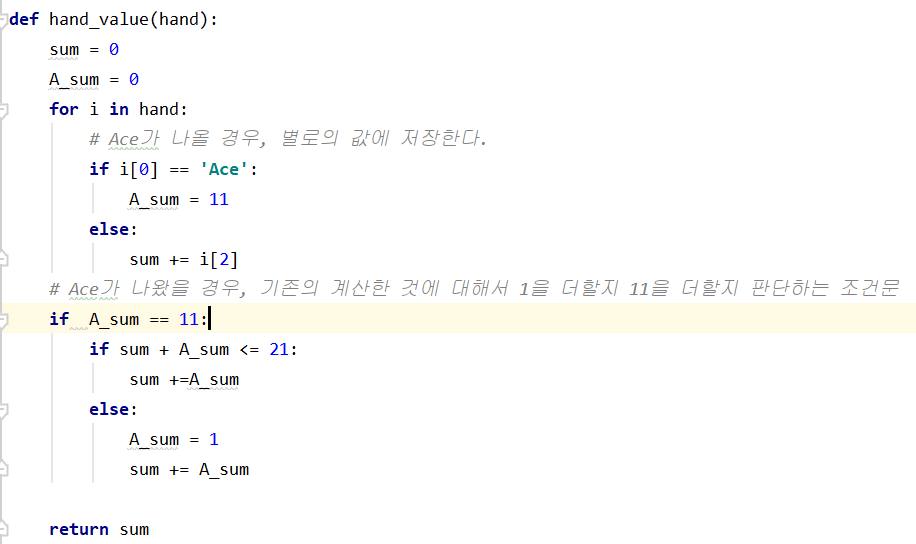 def hand_value(hand):
    sum = 0
    A_sum = 0
    for i in hand:
        # Ace가 나올 경우, 별로의 값에 저장한다.
        if i[0] == 'Ace':
            A_sum = 11
        else:
            sum += i[2]
    # Ace가 나왔을 경우, 기존의 계산한 것에 대해서 1을 더할지 11을 더할지 판단하는 조건문
    if  A_sum == 11:
        if sum + A_sum <= 21:
            sum +=A_sum
        else:
            A_sum = 1
            sum += A_sum
    return sum